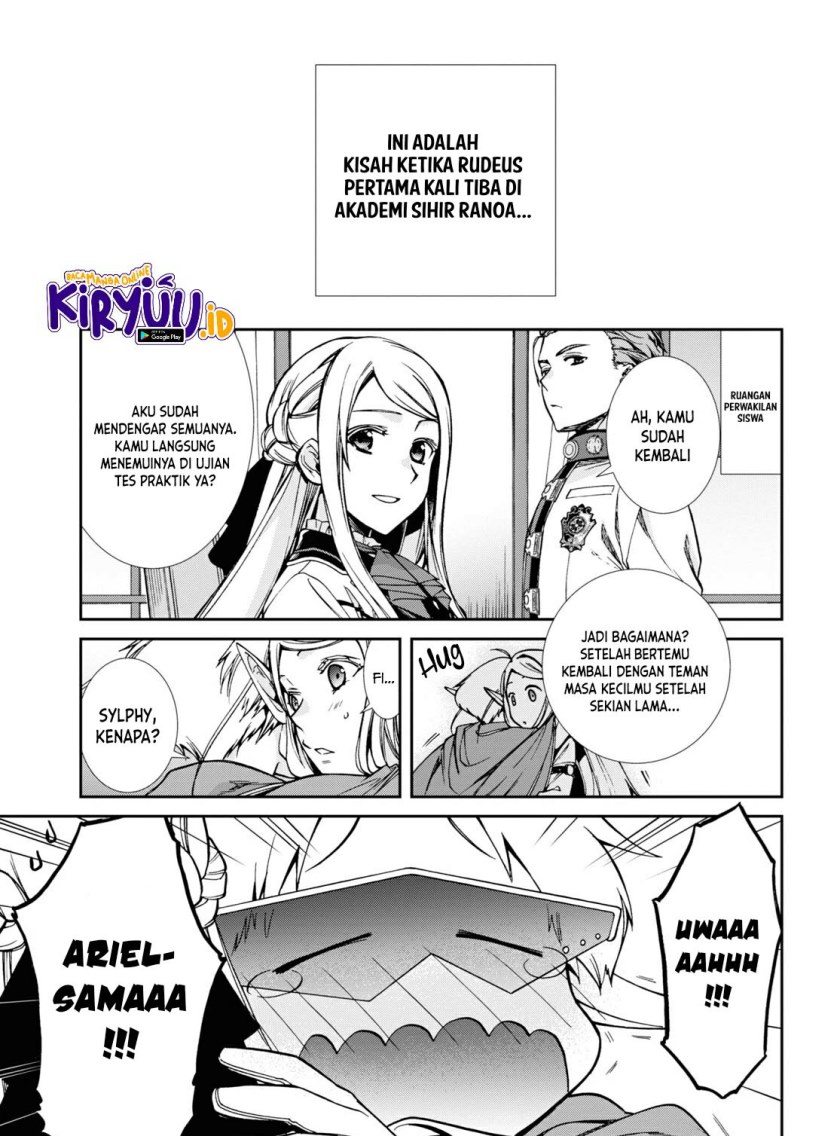 INI ADALAH
KISAH KETIKA RUDEUS
PERTAMA KALI TIBA DI
AKADEMI SIHIR RANOA...
BACA MANGA ONLINE
KIRYUU.ID
Google Play
RUANGAN
PERWAKILAN
SISWA
AH, KAMU
SUDAH
KEMBALI
AKU SUDAH
MENDENGAR SEMUANYA.
KAMU LANGSUNG
MENEMUINYA DI UJIAN
TES PRAKTIK YA?
JADI BAGAIMANA?
SETELAH BERTEMU
KEMBALI DENGAN TEMAN
MASA KECILMU SETELAH
SEKIAN LAMA...
Hug
FI...
SYLPHY,
KENAPA?
UWAAA
AAHHH
!!!
ARIEL-
SAMAAA
!!!